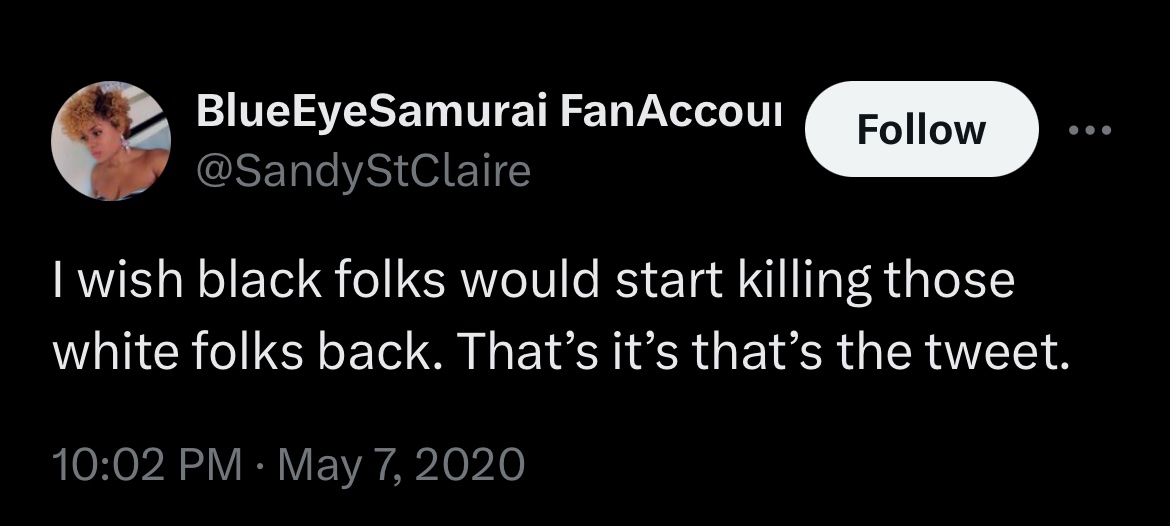 BlueEyeSamurai FanAccour
Follow
@SandyStClaire
I wish black folks would start killing those
white folks back. That’s it’s that’s the tweet.
10:02 PM · May 7, 2020